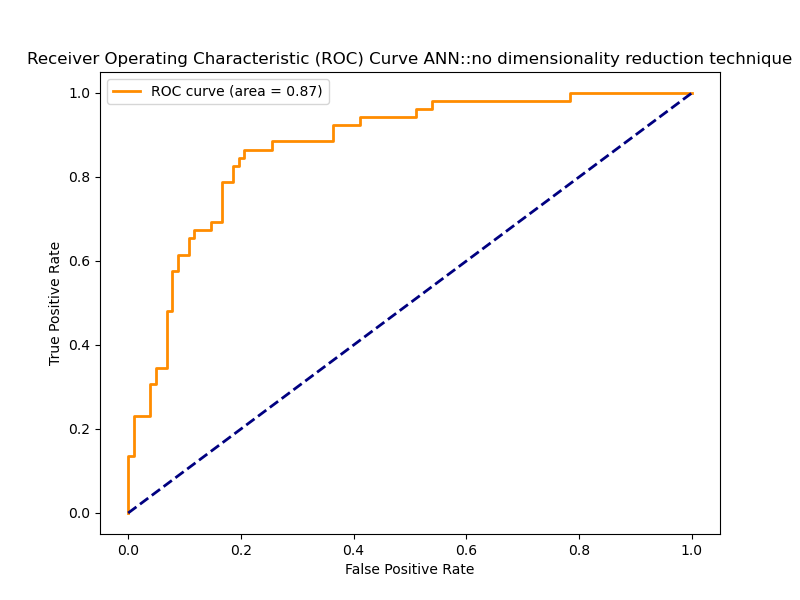 Receiver Operating Characteristic (ROC) Curve ANN::no dimensionality reduction technique
ROC curve (area = 0.87)
1.0
0.8
0.6
0.4
0.2
0.0
True Positive Rate
0.0 0.2 0.4 0.6 0.8 1.0
False Positive Rate